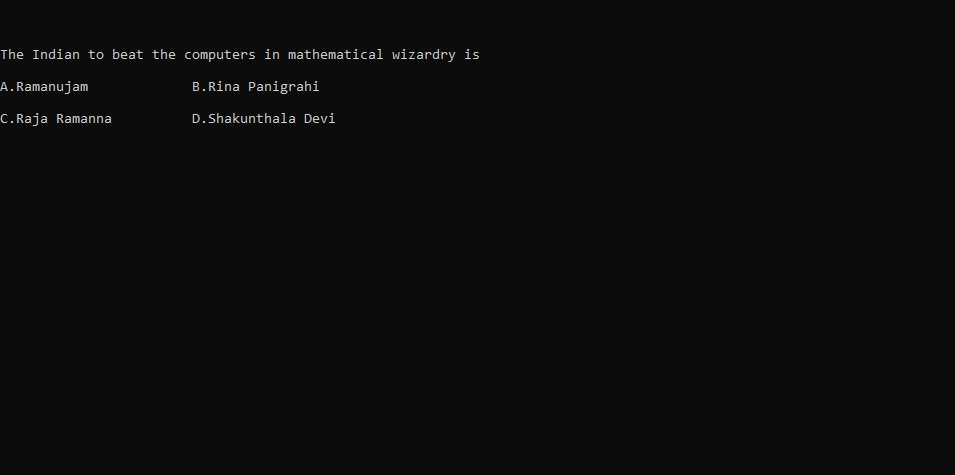 The Indian to beat the computers in mathematical wizardry is
A.Ramanujam             B.Rina Panigrahi
C.Raja Ramanna          D.Shakunthala Devi